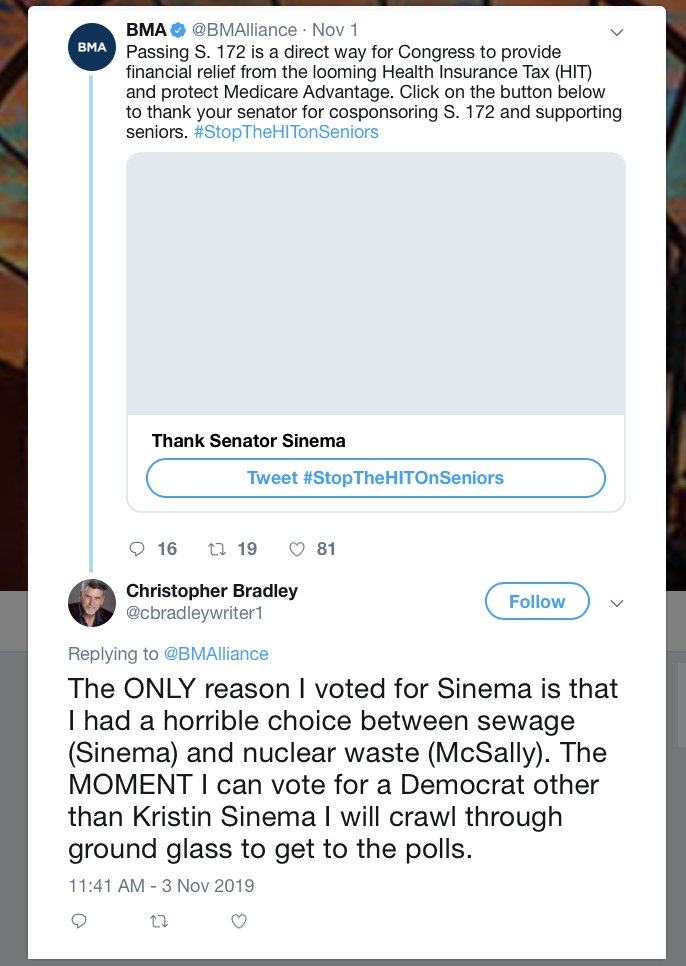 BMA
BMA @BMAlliance · Nov 1
Passing S. 172 is a direct way for Congress to provide
financial relief from the looming Health Insurance Tax (HIT)
and protect Medicare Advantage. Click on the button below
to thank your senator for cosponsoring S. 172 and supporting
seniors. #StopTheHITonSeniors
Thank Senator Sinema
Tweet #StopTheHITOnSeniors
16 19 81
Christopher Bradley
@cbradleywriter1
Follow
Replying to @BMAlliance
The ONLY reason I voted for Sinema is that
I had a horrible choice between sewage
(Sinema) and nuclear waste (McSally). The
MOMENT I can vote for a Democrat other
than Kristin Sinema I will crawl through
ground glass to get to the polls.
11:41 AM - 3 Nov 2019